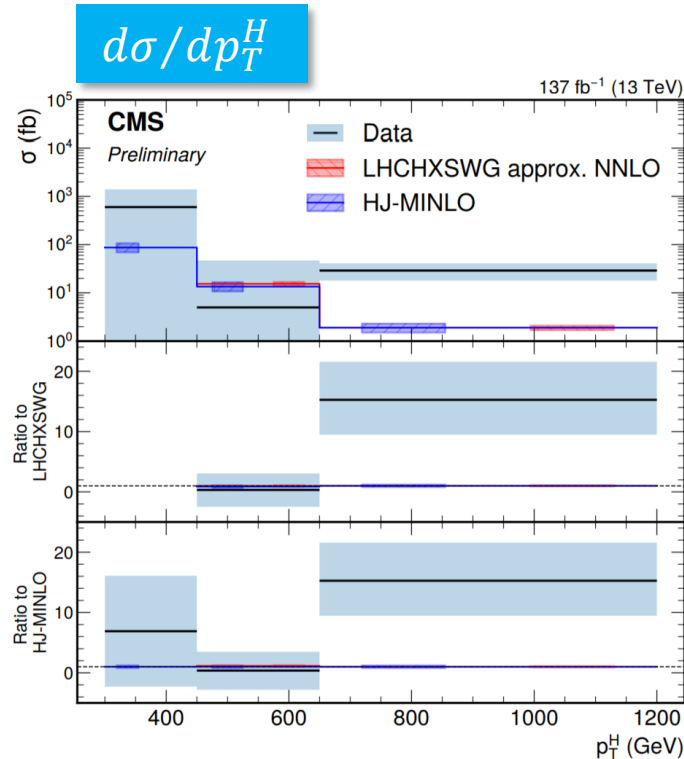 dσ/dp_T^H
137 fb⁻¹ (13 TeV)
CMS
Preliminary
Data
LHCHXSWG approx. NNLO
HJ-MINLO
σ (fb)
10⁵
10⁴
10³
10²
10¹
10⁰
Ratio to
LHCHXSWG
20
10
0
Ratio to
HJ-MINLO
20
10
0
400 600 800 1000 1200
p_T^H (GeV)